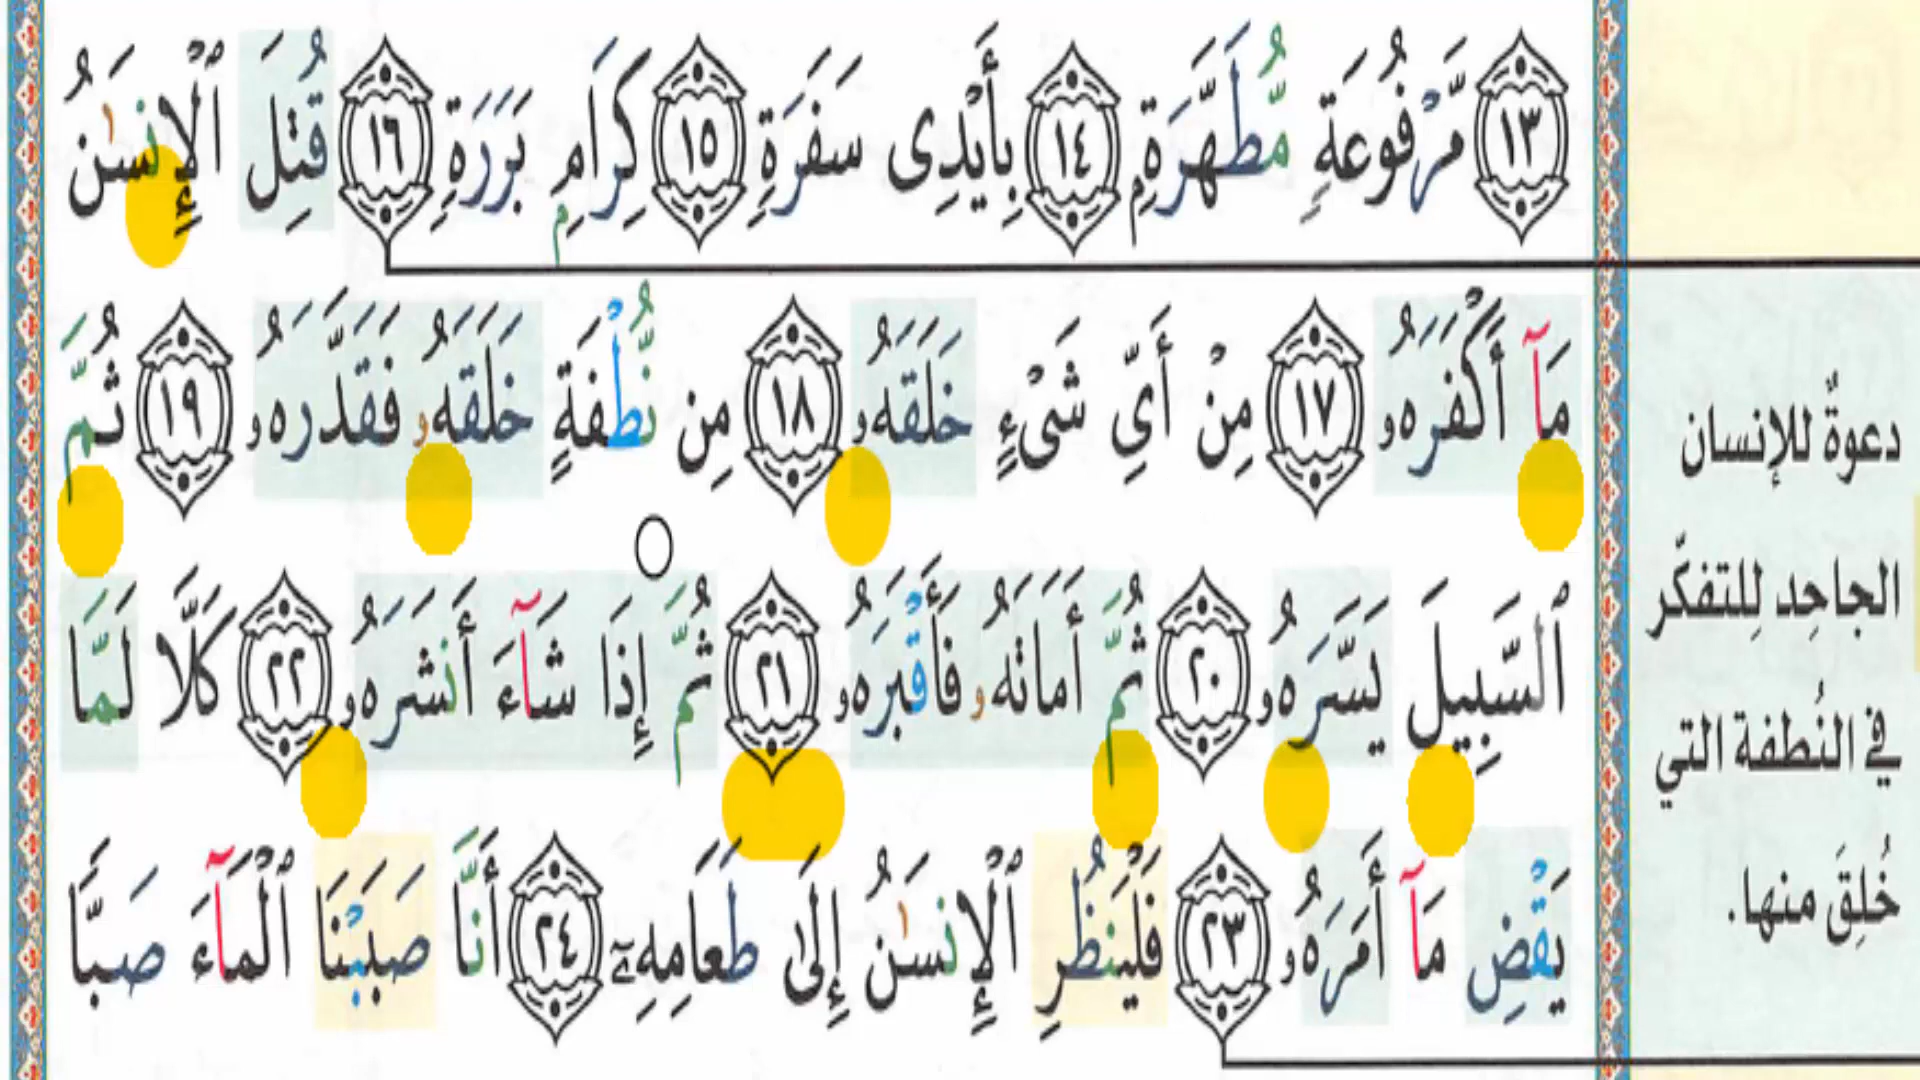 ١٣ مَّرْفُوعَةٍ مُّطَهَّرَةٍۭ ١٤ بِأَيْدِى سَفَرَةٍ ١٥ كِرَامٍۭ بَرَرَةٍ ١٦ قُتِلَ ٱلْإِنسَـٰنُ
مَآ أَكْفَرَهُۥ ١٧ مِنْ أَىِّ شَىْءٍ خَلَقَهُۥ ١٨ مِن نُّطْفَةٍ خَلَقَهُۥ فَقَدَّرَهُۥ ١٩ ثُمَّ
ٱلسَّبِيلَ يَسَّرَهُۥ ٢٠ ثُمَّ أَمَاتَهُۥ فَأَقْبَرَهُۥ ٢١ ثُمَّ إِذَا شَآءَ أَنشَرَهُۥ ٢٢ كَلَّا لَمَّا
يَقْضِ مَآ أَمَرَهُۥ ٢٣ فَلْيَنظُرِ ٱلْإِنسَـٰنُ إِلَىٰ طَعَامِهِۦٓ ٢٤ أَنَّا صَبَبْنَا ٱلْمَآءَ صَبًّا
دعوةٌ للإنسان
الجاحِد لِلتفكّر
في النُطفة التي
خُلِقَ منها.